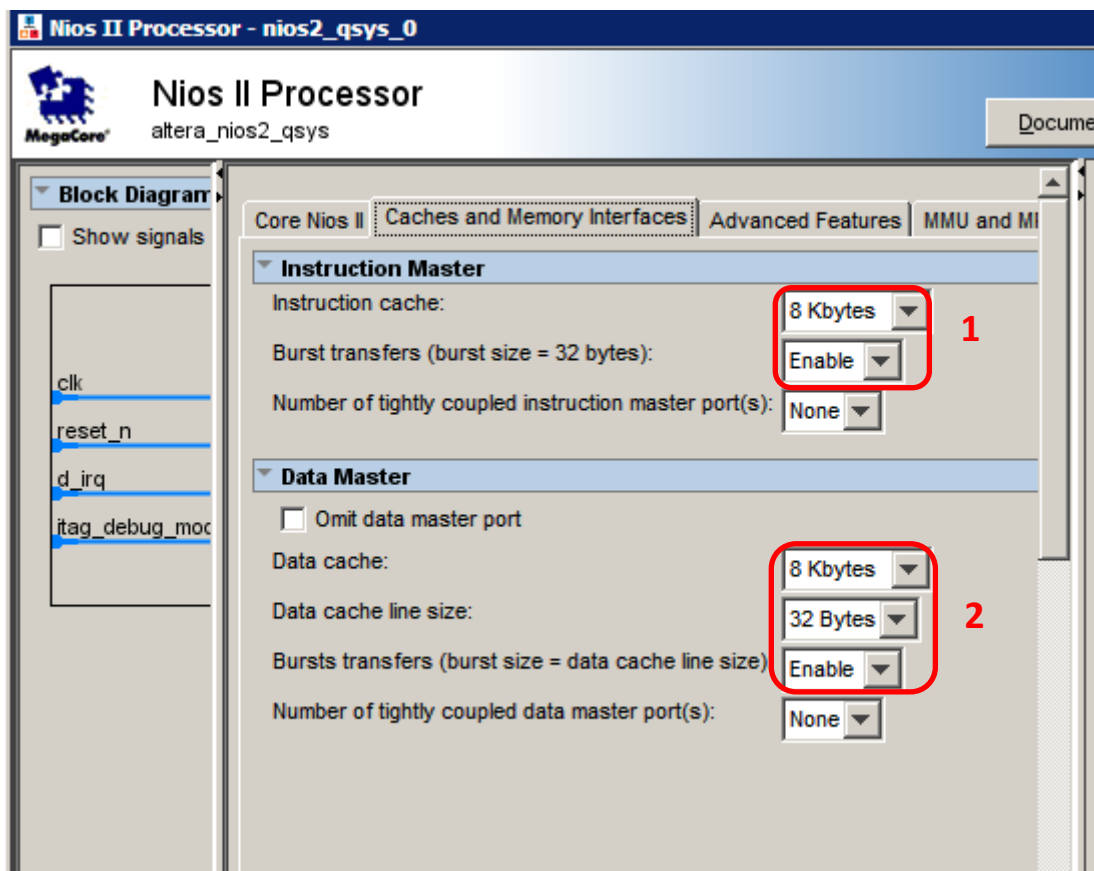 Nios II Processor - nios2_qsys_0
Nios II Processor
MegaCore®
altera_nios2_qsys
Docume
Block Diagram
Show signals
clk
reset_n
d_irq
jtag_debug_mod
Core Nios II Caches and Memory Interfaces Advanced Features MMU and
Instruction Master
Instruction cache: 8 Kbytes
1
Burst transfers (burst size = 32 bytes): Enable
Number of tightly coupled instruction master port(s): None
Data Master
Omit data master port
Data cache: 8 Kbytes
Data cache line size: 32 Bytes
2
Bursts transfers (burst size = data cache line size) Enable
Number of tightly coupled data master port(s): None